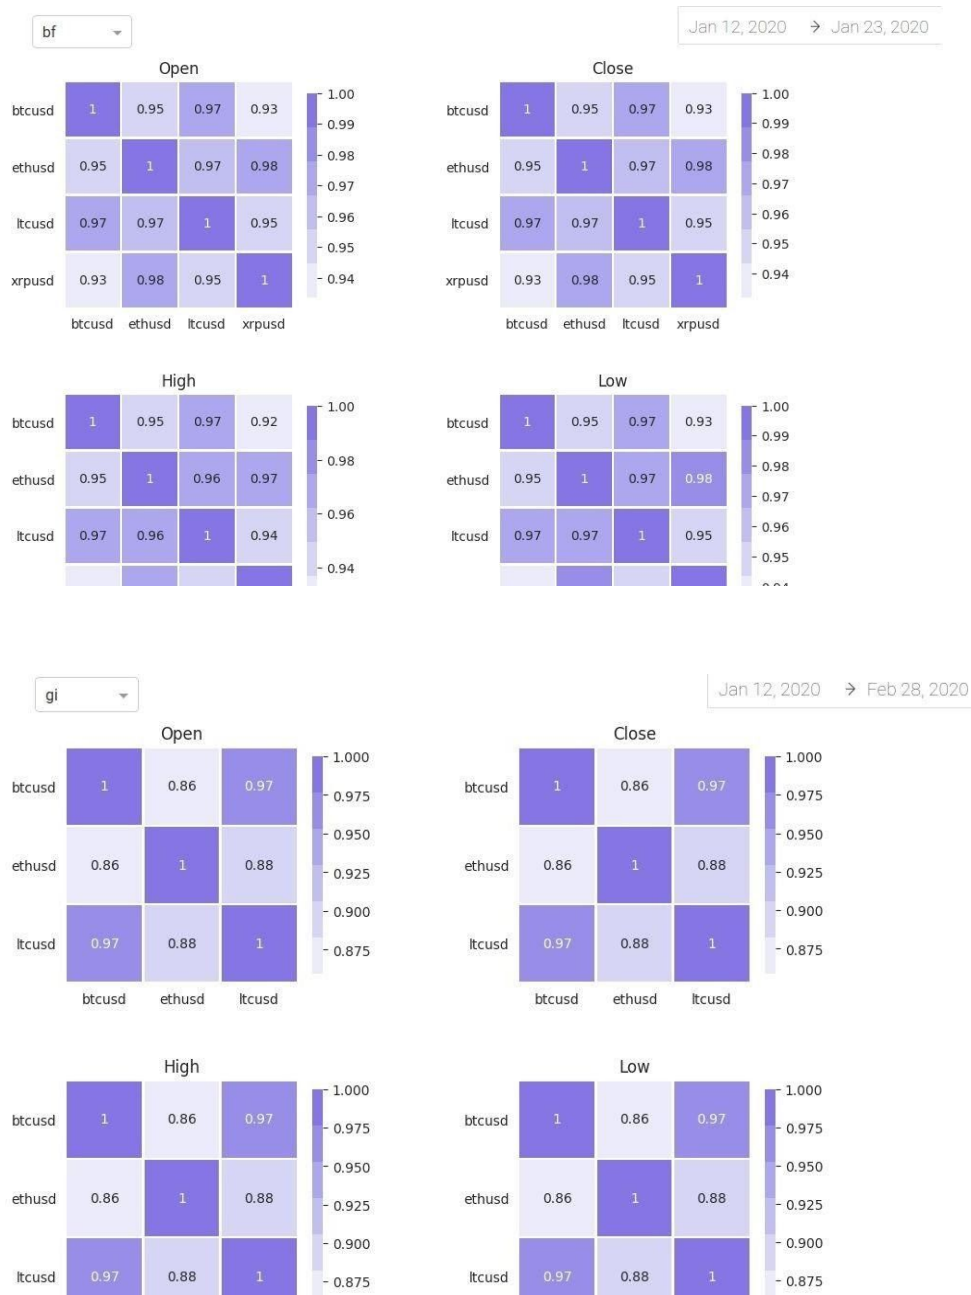 bf
Jan 12, 2020 → Jan 23, 2020
Open
btcusd 1 0.95 0.97 0.93
ethusd 0.95 1 0.97 0.98
ltcusd 0.97 0.97 1 0.95
xrpusd 0.93 0.98 0.95 1
btcusd ethusd ltcusd xrpusd
1.00
0.99
0.98
0.97
0.96
0.95
0.94
Close
btcusd 1 0.95 0.97 0.93
ethusd 0.95 1 0.97 0.98
ltcusd 0.97 0.97 1 0.95
xrpusd 0.93 0.98 0.95 1
btcusd ethusd ltcusd xrpusd
1.00
0.99
0.98
0.97
0.96
0.95
0.94
High
btcusd 1 0.95 0.97 0.92
ethusd 0.95 1 0.96 0.97
ltcusd 0.97 0.96 1 0.94
1.00
0.98
0.96
0.94
Low
btcusd 1 0.95 0.97 0.93
ethusd 0.95 1 0.97 0.98
ltcusd 0.97 0.97 1 0.95
1.00
0.99
0.98
0.97
0.96
0.95
gi
Jan 12, 2020 → Feb 28, 2020
Open
btcusd 1 0.86 0.97
ethusd 0.86 1 0.88
ltcusd 0.97 0.88 1
btcusd ethusd ltcusd
1.000
0.975
0.950
0.925
0.900
0.875
Close
btcusd 1 0.86 0.97
ethusd 0.86 1 0.88
ltcusd 0.97 0.88 1
btcusd ethusd ltcusd
1.000
0.975
0.950
0.925
0.900
0.875
High
btcusd 1 0.86 0.97
ethusd 0.86 1 0.88
ltcusd 0.97 0.88 1
1.000
0.975
0.950
0.925
0.900
0.875
Low
btcusd 1 0.86 0.97
ethusd 0.86 1 0.88
ltcusd 0.97 0.88 1
1.000
0.975
0.950
0.925
0.900
0.875